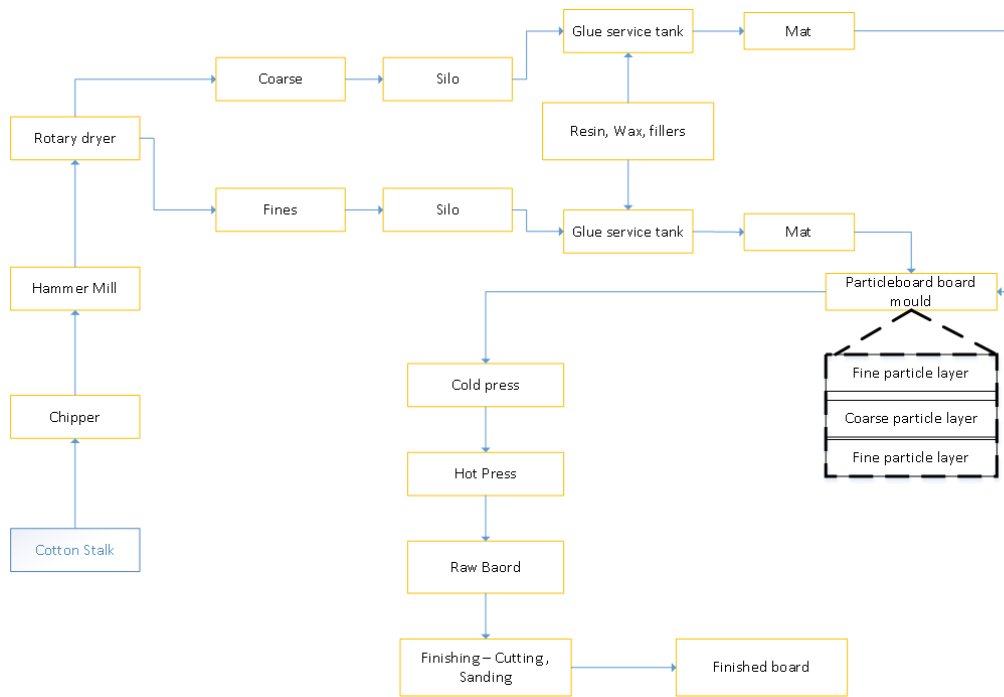 Glue service tank
Mat
Coarse
Silo
Rotary dryer
Resin, Wax, fillers
Fines
Silo
Glue service tank
Mat
Hammer Mill
Particleboard board
mould
Fine particle layer
Cold press
Chipper
Coarse particle layer
Fine particle layer
Hot Press
Cotton Stalk
Raw Baord
Finishing – Cutting ,
Sanding
Finished board